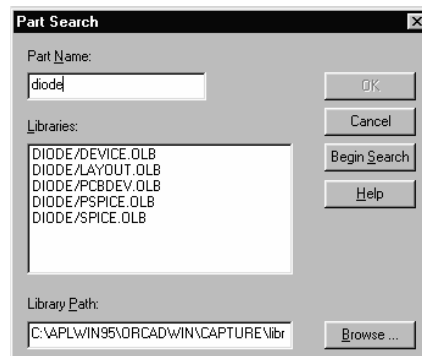 Part Search
Part Name:
diode
OK
Libraries:
Cancel
DIODE/DEVICE.OLB
DIODE/LAYOUT.OLB
DIODE/PCBDEV.OLB
DIODE/PSPICE.OLB
DIODE/SPICE.OLB
Begin Search
Help
Library Path:
C:\APLWIN95\ORCADWIN\CAPTURE\libr
Browse ...